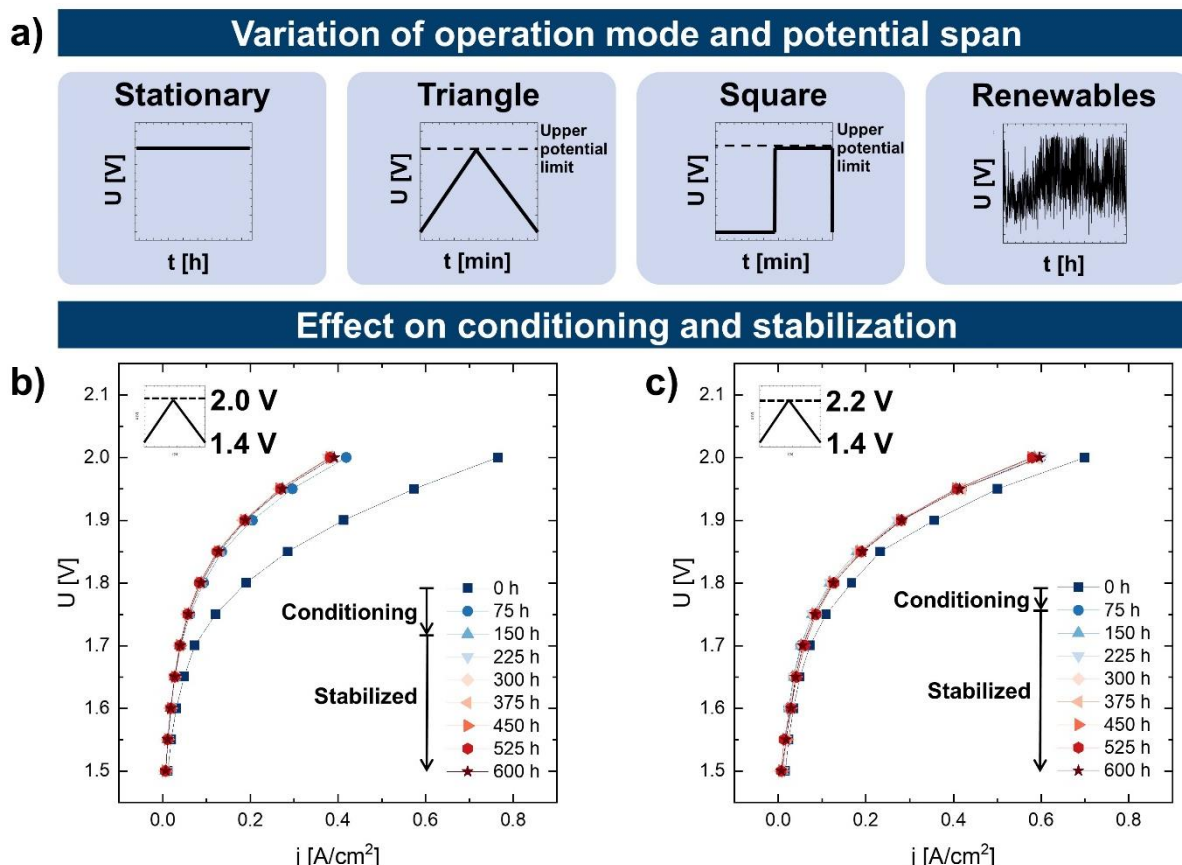 a)
Variation of operation mode and potential span
Stationary
U [V]
t [h]
Triangle
Upper
potential
limit
U [V]
t [min]
Square
Upper
potential
limit
U [V]
t [min]
Renewables
U [V]
t [h]
Effect on conditioning and stabilization
b)
2.0 V
1.4 V
2.1
2.0
1.9
1.8
1.7
1.6
1.5
U [V]
Conditioning
Stabilized
0 h
75 h
150 h
225 h
300 h
375 h
450 h
525 h
600 h
0.0
0.2
0.4
0.6
0.8
j [A/cm²]
c)
2.2 V
1.4 V
2.1
2.0
1.9
1.8
1.7
1.6
1.5
U [V]
Conditioning
Stabilized
0 h
75 h
150 h
225 h
300 h
375 h
450 h
525 h
600 h
0.0
0.2
0.4
0.6
0.8
j [A/cm²]